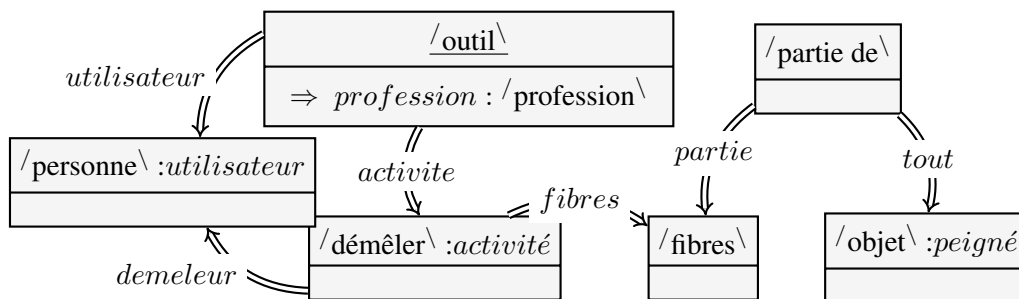 /outil\
⇒ profession : /profession\
/partie de\
utilisateur
/personne\ :utilisateur
activite
partie
tout
fibres
/démêler\ :activité
/fibres\
/objet\ :peigné
demeleur